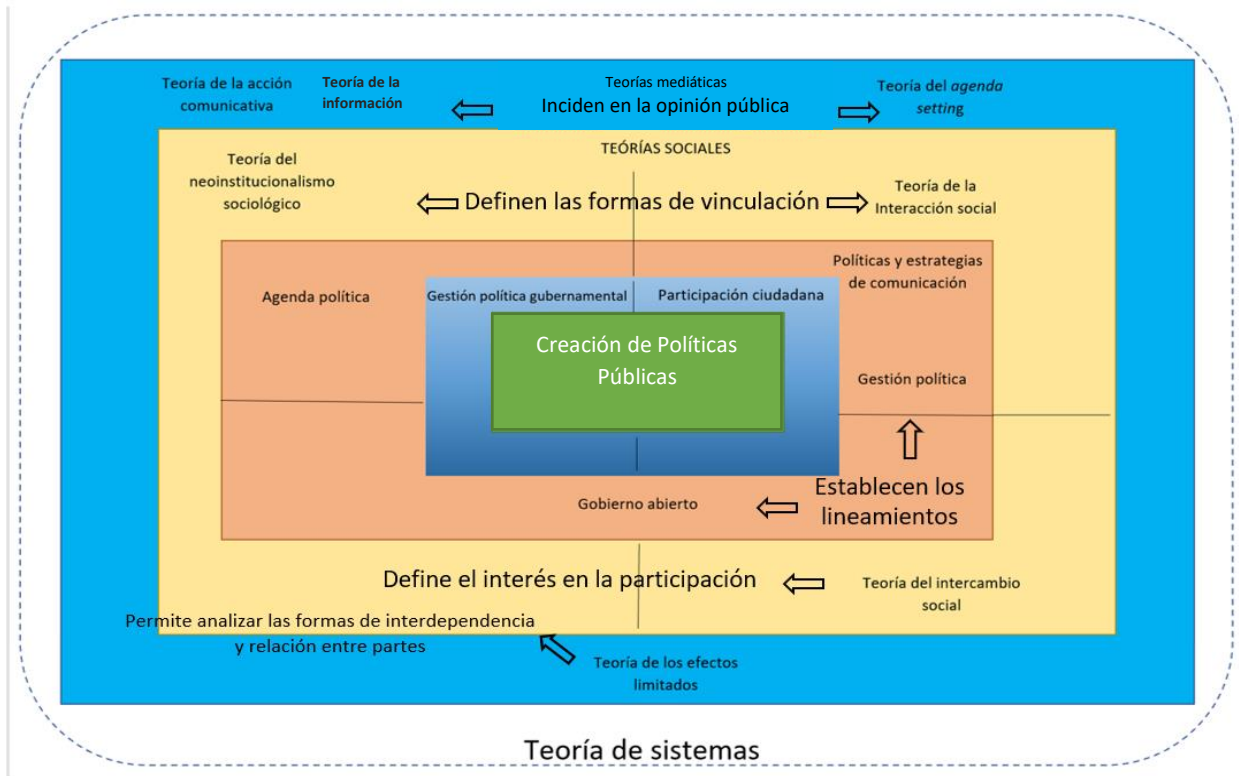 Teoría de la acción
comunicativa
Teoría de la
información
Teorías mediáticas
Inciden en la opinión pública
Teoría del agenda
setting
TEÓRÍAS SOCIALES
Teoría del
neoinstitucionalismo
sociológico
Definen las formas de vinculación
Teoría de la
Interacción social
Agenda política
Gestión política gubernamental
Participación ciudadana
Políticas y estrategias
de comunicación
Creación de Políticas
Públicas
Gestión política
Establecen los
lineamientos
Gobierno abierto
Define el interés en la participación
Teoría del intercambio
social
Permite analizar las formas de interdependencia
y relación entre partes
Teoría de los efectos
limitados
Teoría de sistemas